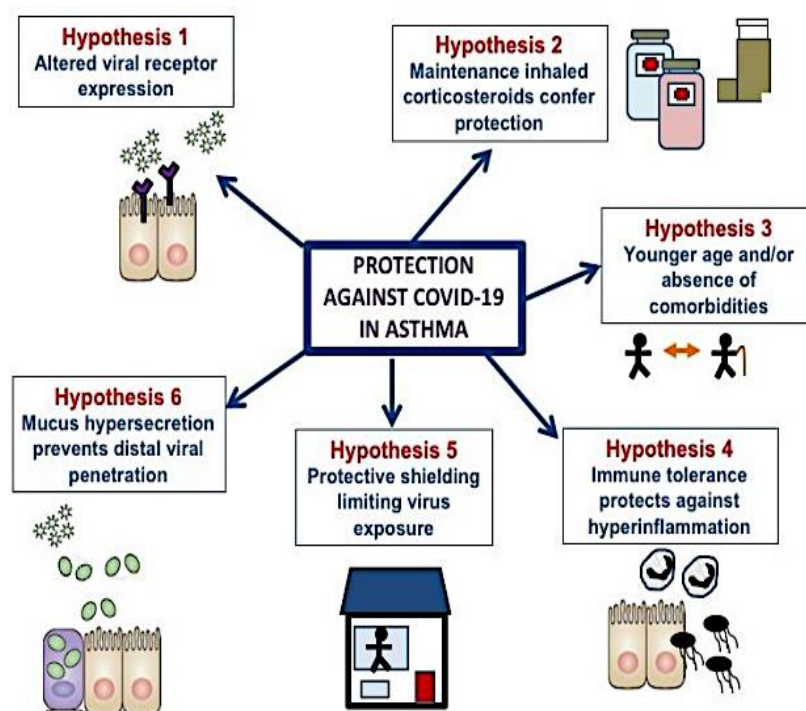 Hypothesis 1
Altered viral receptor
expression
Hypothesis 2
Maintenance inhaled
corticosteroids confer
protection
Hypothesis 3
Younger age and/or
absence of
comorbidities
PROTECTION
AGAINST COVID-19
IN ASTHMA
Hypothesis 6
Mucus hypersecretion
prevents distal viral
penetration
Hypothesis 5
Protective shielding
limiting virus
exposure
Hypothesis 4
Immune tolerance
protects against
hyperinflammation